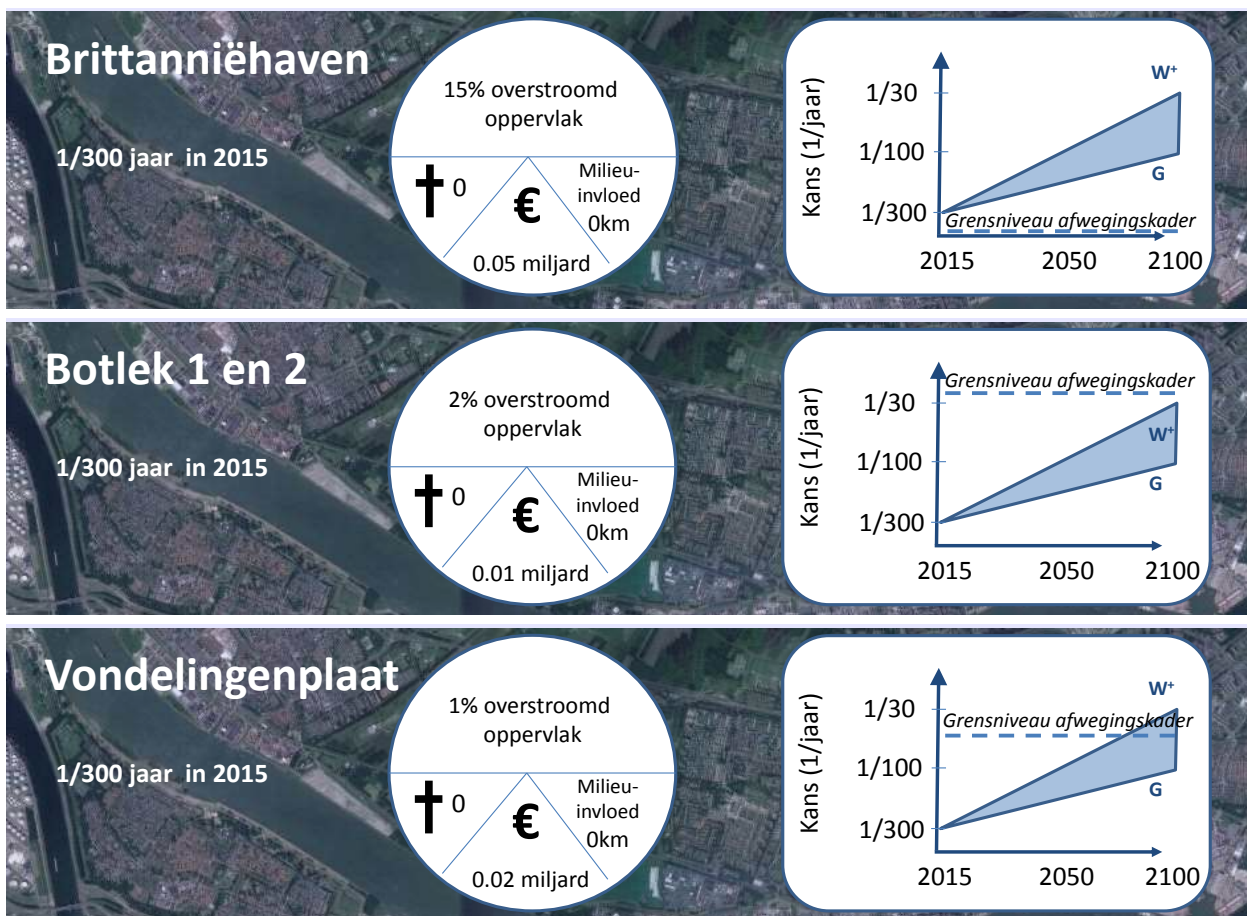 Brittanniëhaven
1/300 jaar in 2015
15% overstroomd
oppervlak
0
€
Milieu-
invloed
0km
0.05 miljard
Kans (1/jaar)
1/30
1/100
1/300
W+
G
Grensniveau afwegingskader
2015 2050 2100
Botlek 1 en 2
1/300 jaar in 2015
2% overstroomd
oppervlak
0
€
Milieu-
invloed
0km
0.01 miljard
Kans (1/jaar)
Grensniveau afwegingskader
1/30
1/100
1/300
W+
G
2015 2050 2100
Vondelingenplaat
1/300 jaar in 2015
1% overstroomd
oppervlak
0
€
Milieu-
invloed
0km
0.02 miljard
Kans (1/jaar)
W+
1/30
Grensniveau afwegingskader
1/100
G
1/300
2015 2050 2100